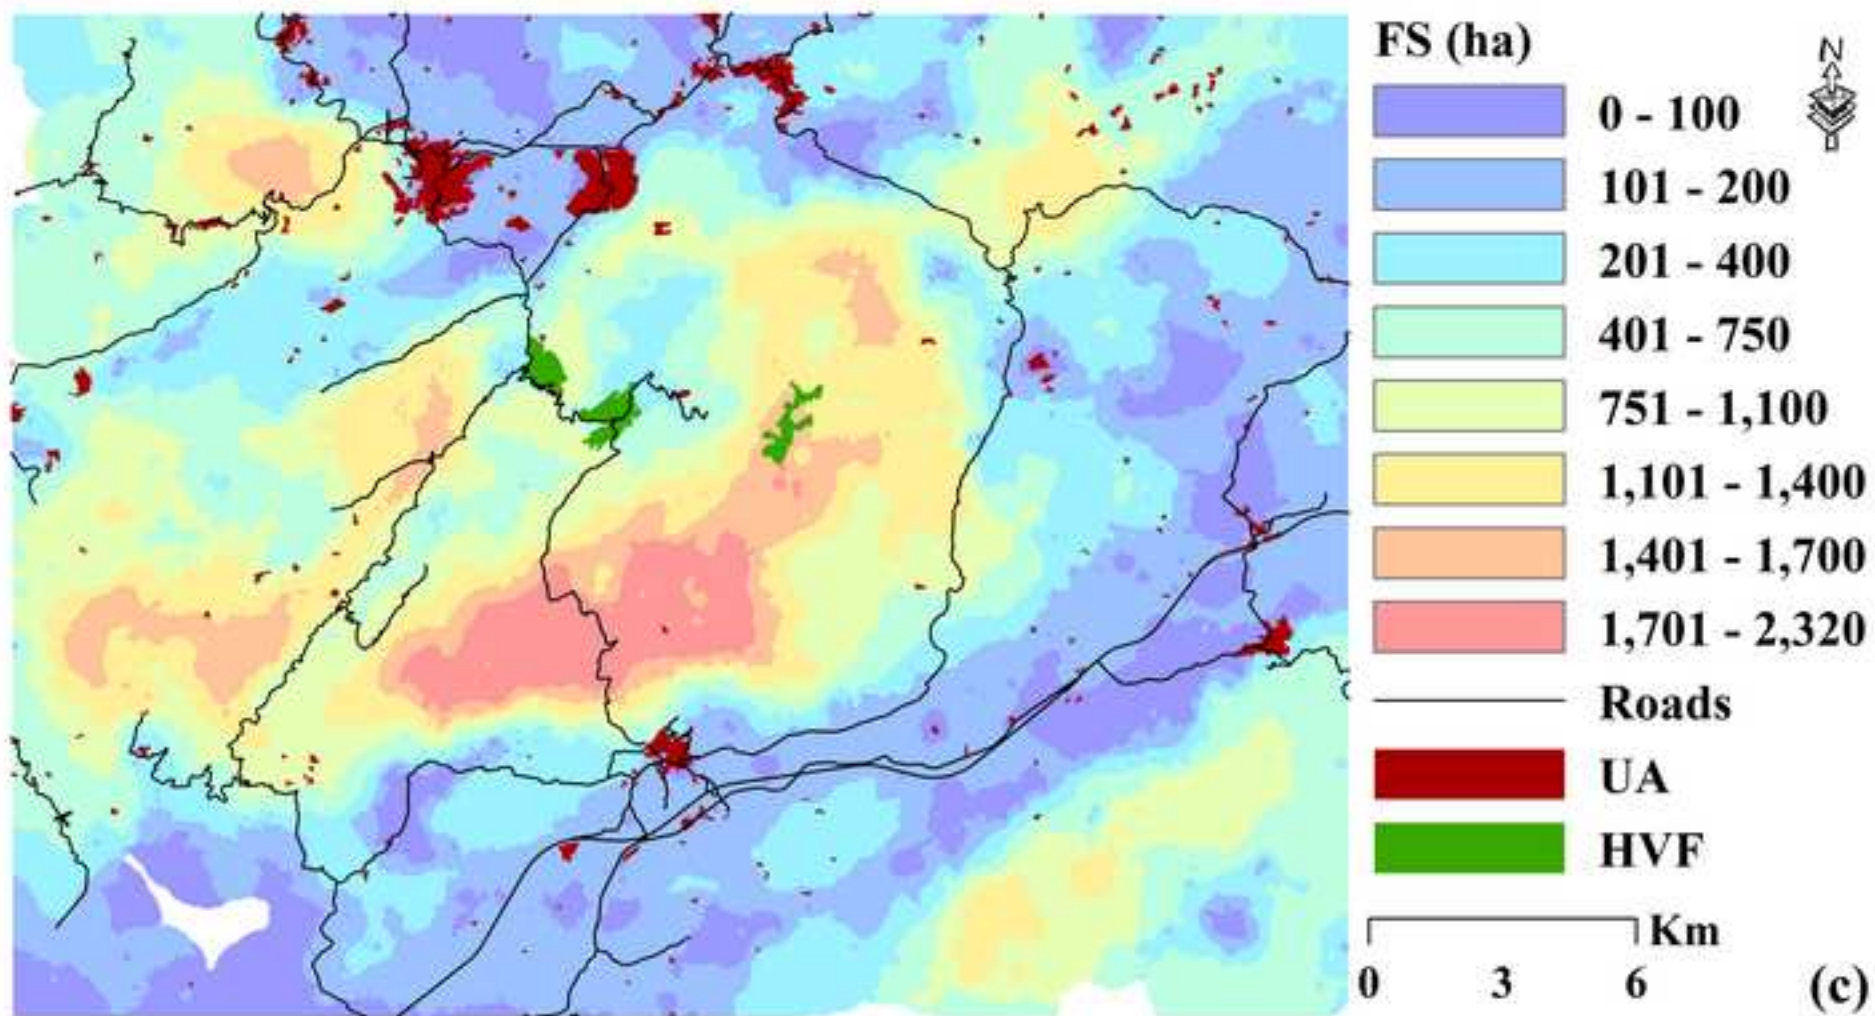 FS (ha)
N
0 - 100
101 - 200
201 - 400
401 - 750
751 - 1,100
1,101 - 1,400
1,401 - 1,700
1,701 - 2,320
Roads
UA
HVF
Km
0 3 6
(c)